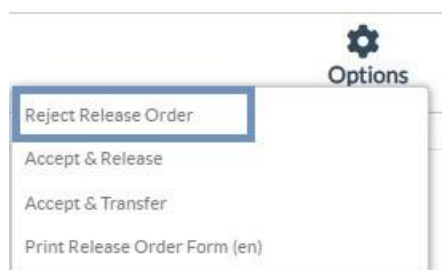 Options
Reject Release Order
Accept & Release
Accept & Transfer
Print Release Order Form (en)